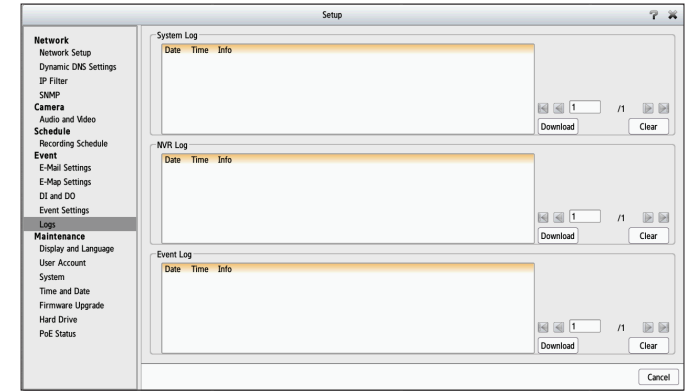 Setup
? ✖
Network
Network Setup
Dynamic DNS Settings
IP Filter
SNMP
Camera
Audio and Video
Schedule
Recording Schedule
Event
E-Mail Settings
E-Map Settings
DI and DO
Event Settings
Logs
Maintenance
Display and Language
User Account
System
Time and Date
Firmware Upgrade
Hard Drive
PoE Status
System Log
Date Time Info
1 /1
Download Clear
NVR Log
Date Time Info
1 /1
Download Clear
Event Log
Date Time Info
1 /1
Download Clear
Cancel